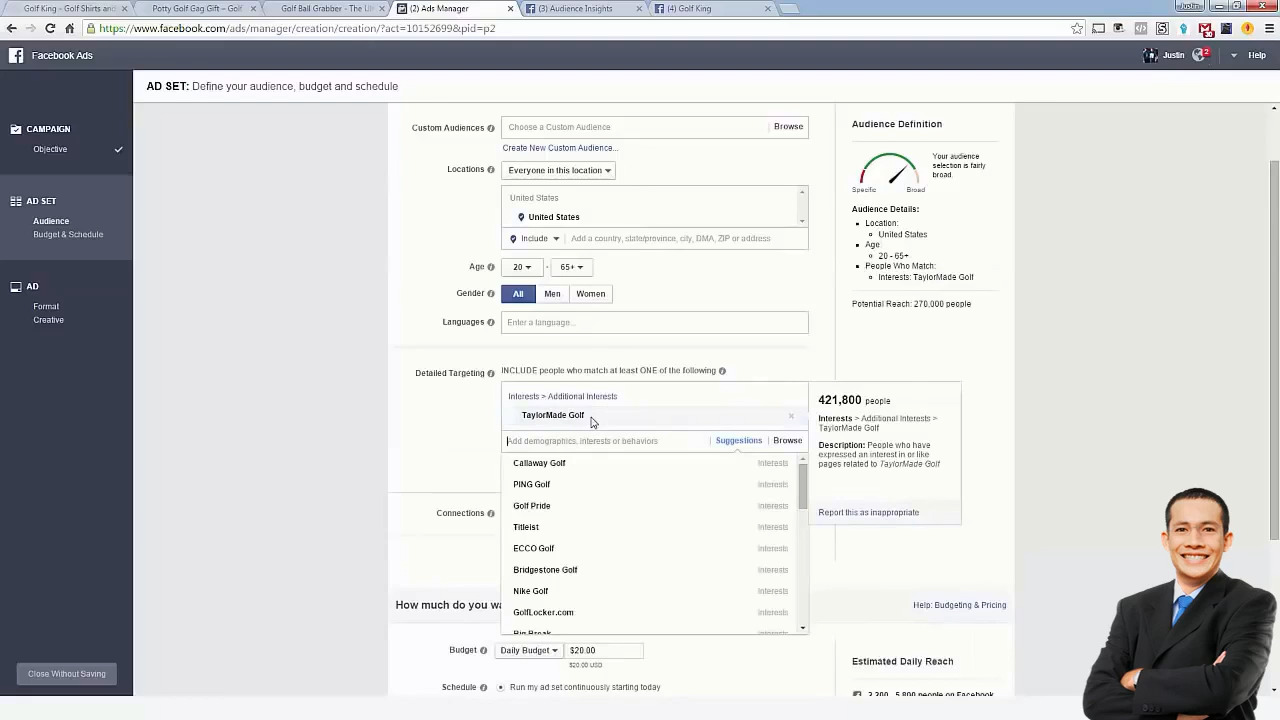 Golf King – Golf Shirts and
Potty Golf Gag Gift – Golf
Golf Ball Grabber - The Ul
(2) Ads Manager
(3) Audience Insights
(4) Golf King
Justin
https://www.facebook.com/ads/manager/creation/creation/?act=10152699&pid=p2
Facebook Ads
Justin
2
Help
AD SET: Define your audience, budget and schedule
CAMPAIGN
Objective
AD SET
Audience
Budget & Schedule
AD
Format
Creative
Close Without Saving
Custom Audiences
Choose a Custom Audience
Browse
Create New Custom Audience...
Locations
Everyone in this location
United States
United States
Include
Add a country, state/province, city, DMA, ZIP or address
Age
20
-
65+
Gender
All
Men
Women
Languages
Enter a language...
Detailed Targeting
INCLUDE people who match at least ONE of the following
Interests > Additional Interests
TaylorMade Golf
Add demographics, interests or behaviors
Suggestions
Browse
Callaway Golf Interests
PING Golf Interests
Golf Pride Interests
Titleist Interests
ECCO Golf Interests
Bridgestone Golf Interests
Nike Golf Interests
GolfLocker.com Interests
Big Break Interests
Connections
How much do you wa
Help: Budgeting & Pricing
Budget
Daily Budget
$20.00
$20.00 USD
Schedule
Run my ad set continuously starting today
Audience Definition
Specific
Broad
Your audience
selection is fairly
broad.
Audience Details:
Location:
United States
Age:
20 - 65+
People Who Match:
Interests: TaylorMade Golf
Potential Reach: 270,000 people
421,800 people
Interests > Additional Interests >
TaylorMade Golf
Description: People who
have expressed an interest in or like
pages related to TaylorMade Golf
Report this as inappropriate
Estimated Daily Reach
3,300 - 5,800 people on Facebook